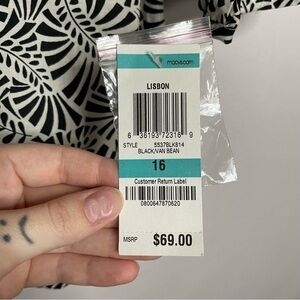 macys.com
LISBON
6 36193 72316 9
STYLE 5537BLK814
BLACK/VAN BEAN
16
Customer Return Label
0800647870620
MSRP $69.00